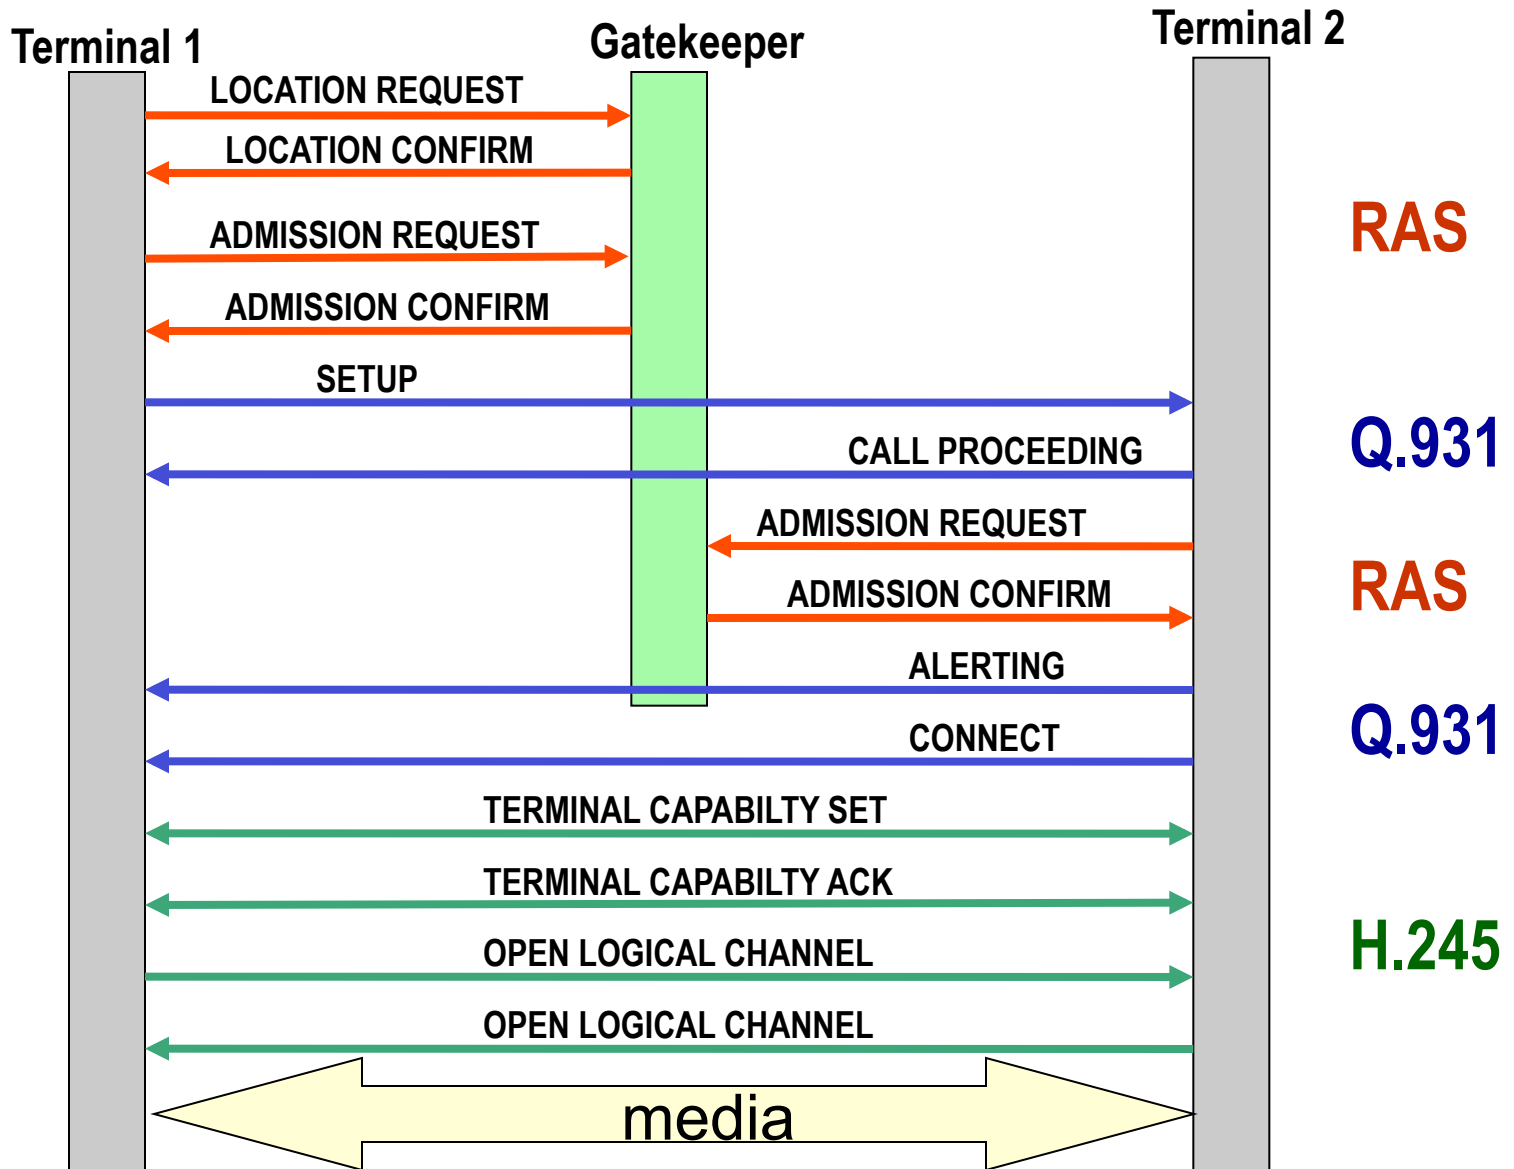 Terminal 1
Gatekeeper
Terminal 2
LOCATION REQUEST
LOCATION CONFIRM
ADMISSION REQUEST
RAS
ADMISSION CONFIRM
SETUP
CALL PROCEEDING
Q.931
ADMISSION REQUEST
ADMISSION CONFIRM
RAS
ALERTING
CONNECT
Q.931
TERMINAL CAPABILTY SET
TERMINAL CAPABILTY ACK
OPEN LOGICAL CHANNEL
H.245
OPEN LOGICAL CHANNEL
media